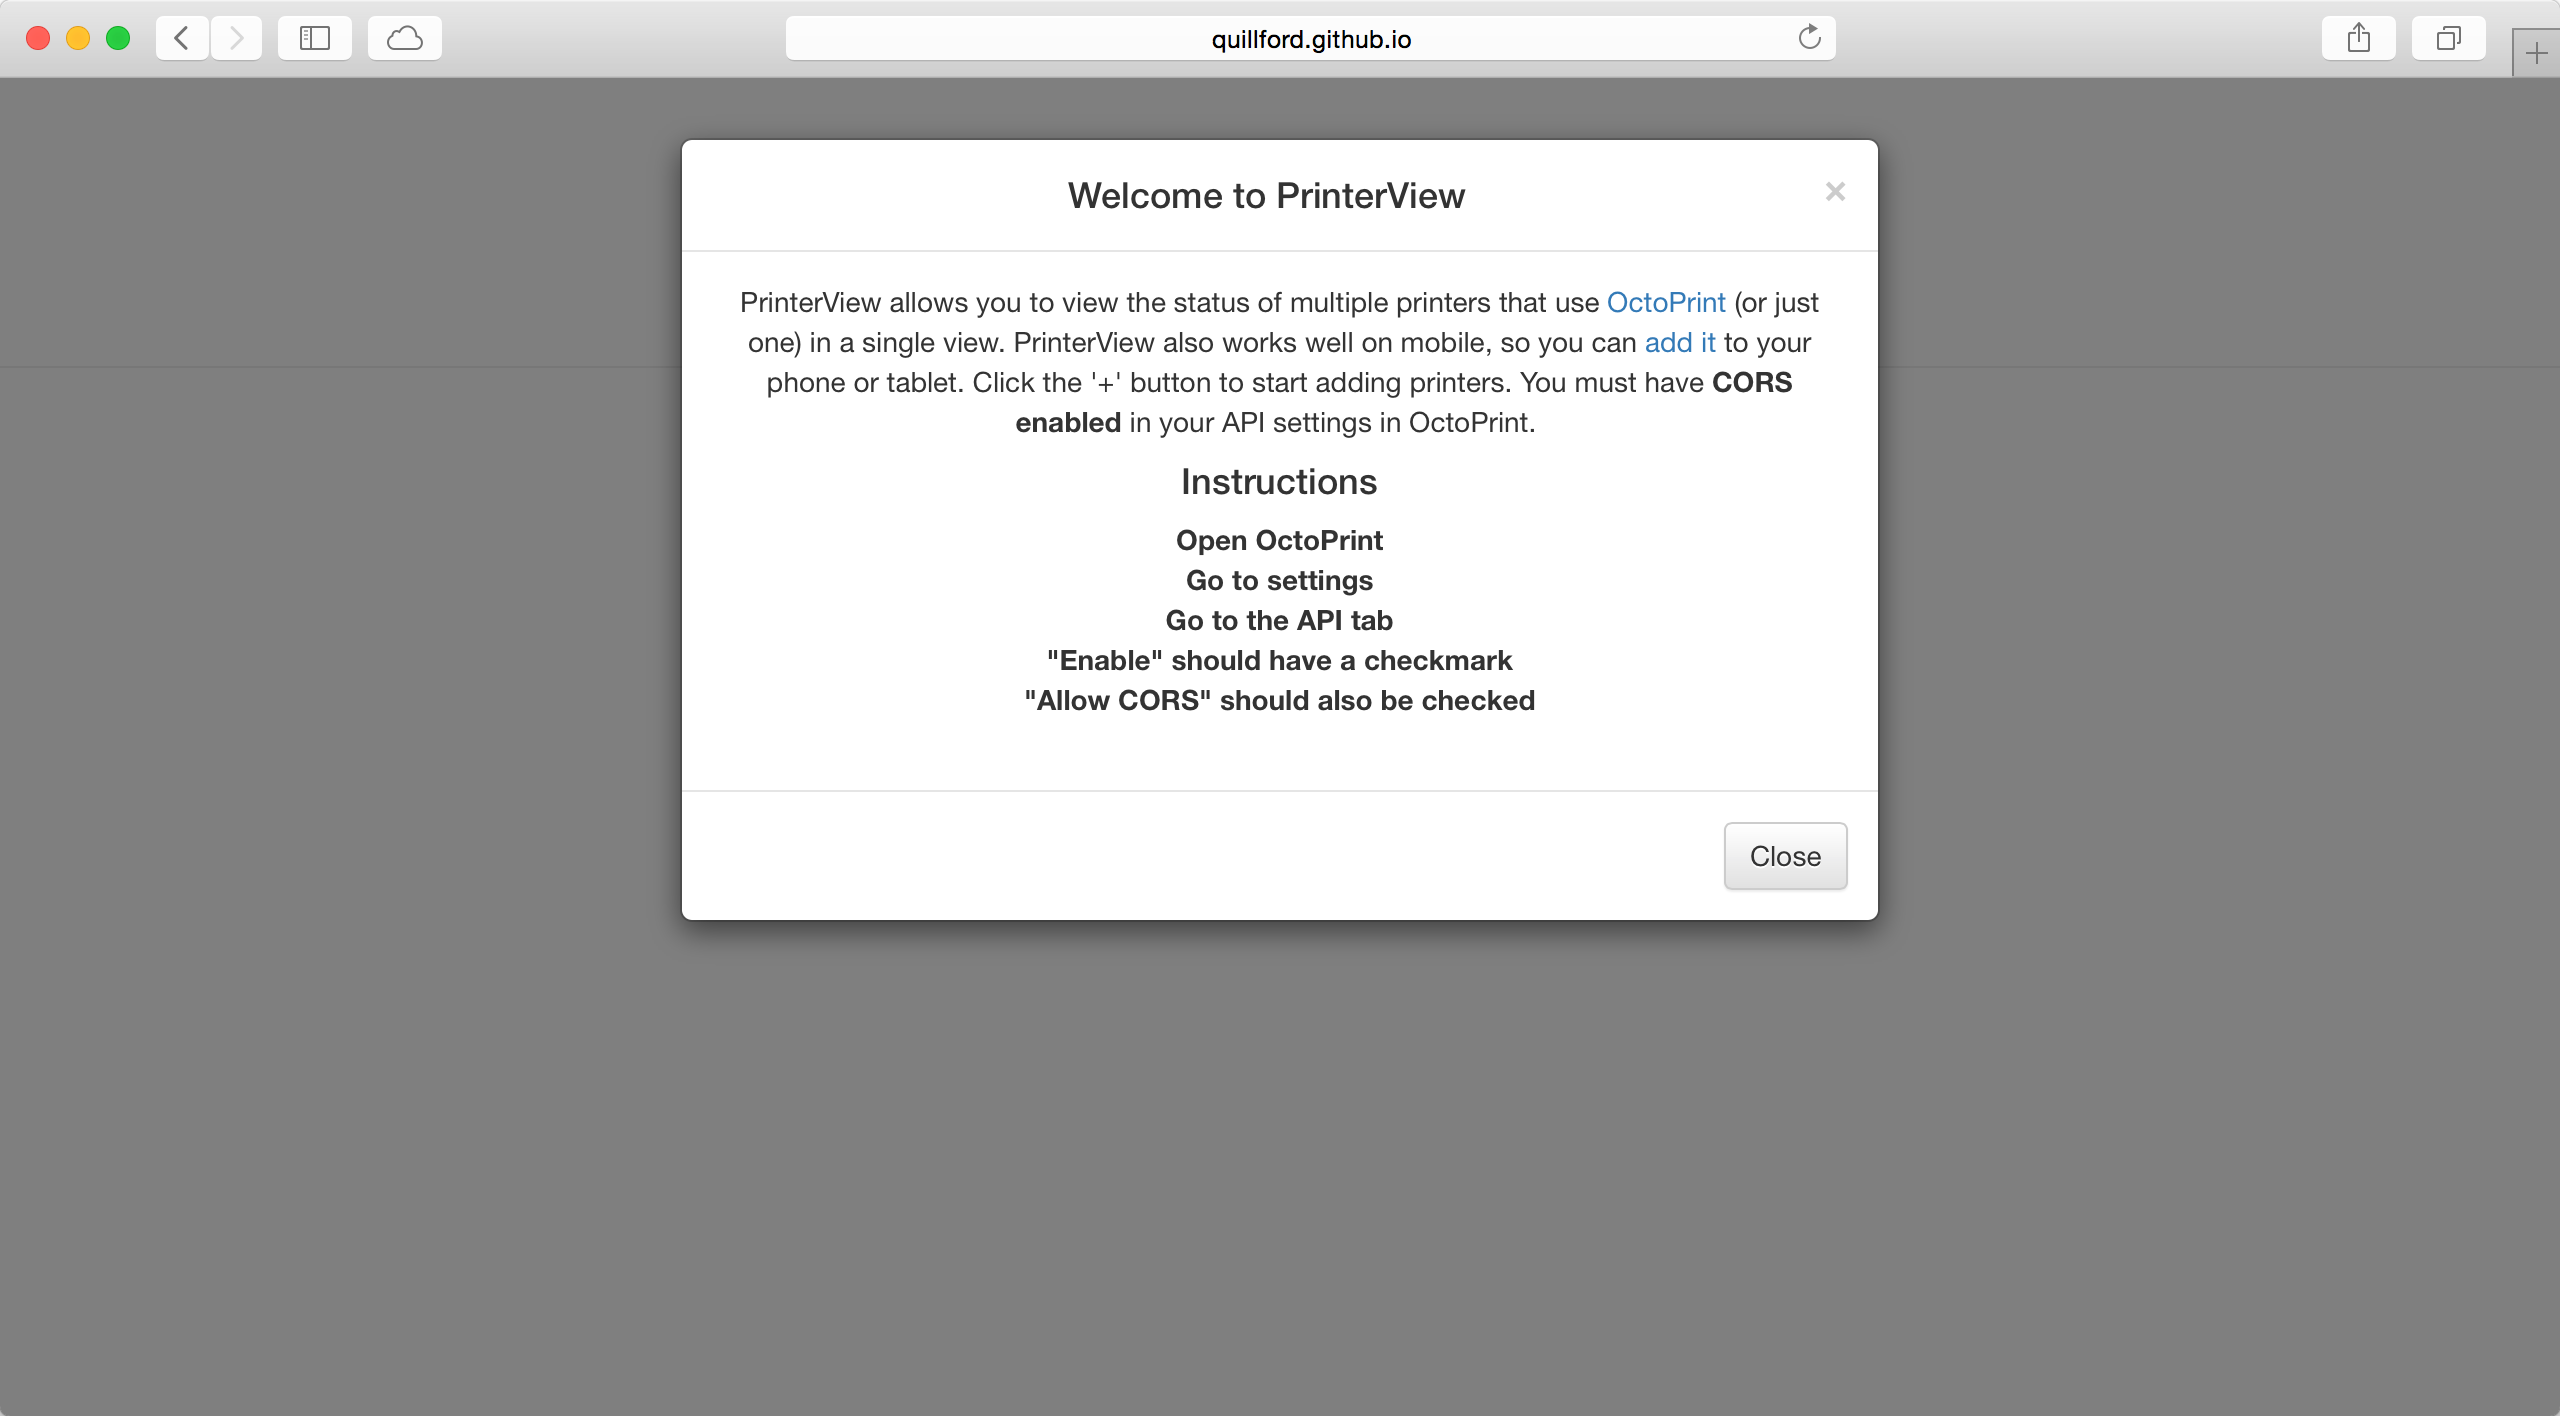 quillford.github.io
Welcome to PrinterView
×
PrinterView allows you to view the status of multiple printers that use OctoPrint (or just
one) in a single view. PrinterView also works well on mobile, so you can add it to your
phone or tablet. Click the '+' button to start adding printers. You must have CORS
enabled in your API settings in OctoPrint.
Instructions
Open OctoPrint
Go to settings
Go to the API tab
"Enable" should have a checkmark
"Allow CORS" should also be checked
Close